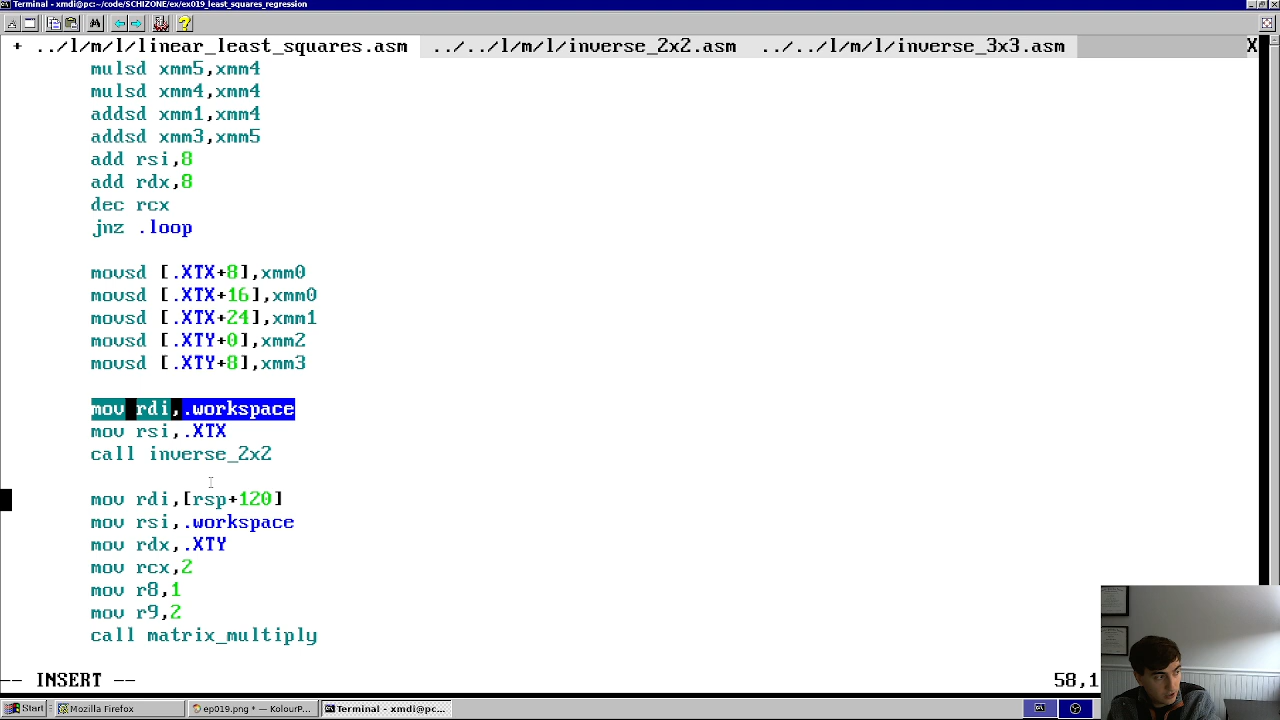 Terminal - xmdi@pc:~/code/SCHIZONE/ex/ex019_least_squares_regression
+ ../l/m/l/linear_least_squares.asm ../../l/m/l/inverse_2x2.asm ../../l/m/l/inverse_3x3.asm X
mulsd xmm5,xmm4
mulsd xmm4,xmm4
addsd xmm1,xmm4
addsd xmm3,xmm5
add rsi,8
add rdx,8
dec rcx
jnz .loop
movsd [.XTX+8],xmm0
movsd [.XTX+16],xmm0
movsd [.XTX+24],xmm1
movsd [.XTY+0],xmm2
movsd [.XTY+8],xmm3
mov rdi,.workspace
mov rsi,.XTX
call inverse_2x2
mov rdi,[rsp+120]
mov rsi,.workspace
mov rdx,.XTY
mov rcx,2
mov r8,1
mov r9,2
call matrix_multiply
-- INSERT -- 58,1
Start Mozilla Firefox ep019.png * — KolourP... Terminal - xmdi@pc...